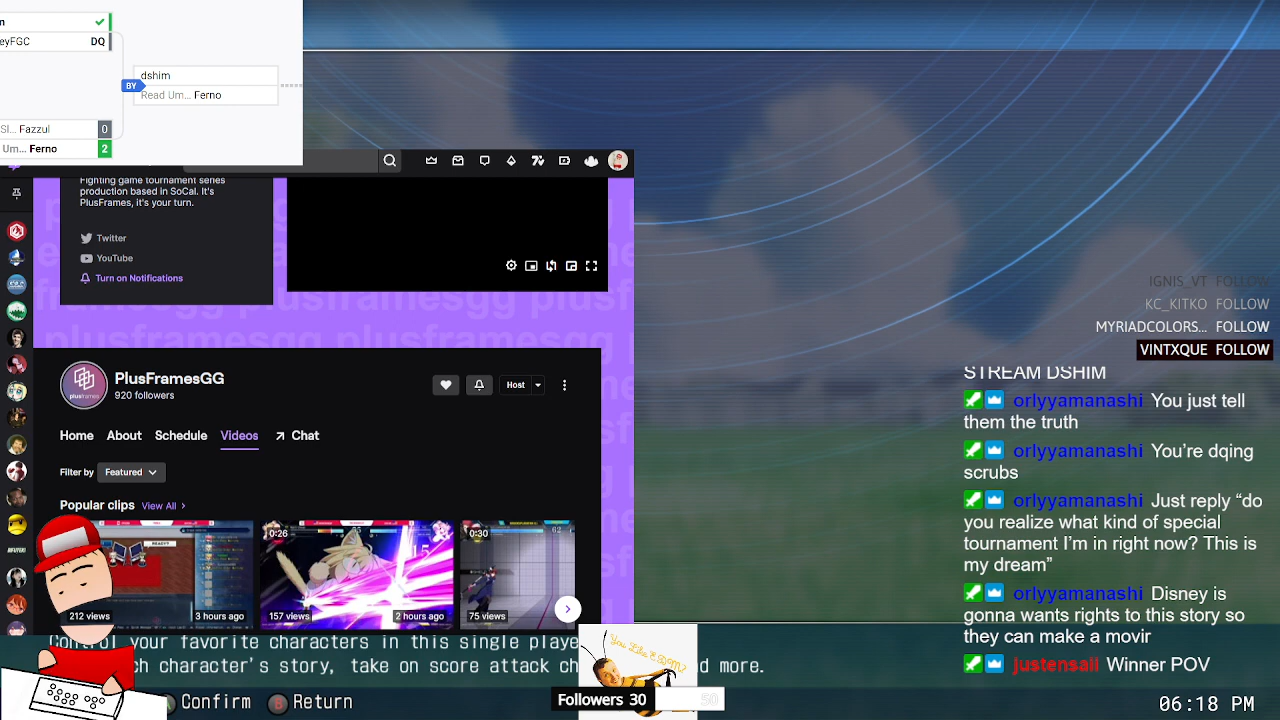 eyFGC DQ
dshim
BY
Read Um... Ferno
Sl... Fazzul 0
Um... Ferno 2
Fighting game tournament series
production based in SoCal. It's
PlusFrames, it's your turn.
Twitter
YouTube
Turn on Notifications
plusframesgg
PlusFramesGG
920 followers
Host
Home About Schedule Videos Chat
Filter by Featured
Popular clips View All
0:26
0:30
212 views 3 hours ago
157 views 2 hours ago
75 views
Control your favorite characters in this single playe
ch character's story, take on score attack ch d more.
Confirm Return
You Like EDM?
Followers 30 50
IGNIS_VT FOLLOW
KC_KITKO FOLLOW
MYRIADCOLORS... FOLLOW
VINTXQUE FOLLOW
STREAM DSHIM
orlyyamanashi You just tell
them the truth
orlyyamanashi You're dqing
scrubs
orlyyamanashi Just reply “do
you realize what kind of special
tournament I'm in right now? This is
my dream”
orlyyamanashi Disney is
gonna wants rights to this story so
they can make a movir
justensaii Winner POV
06:18 PM